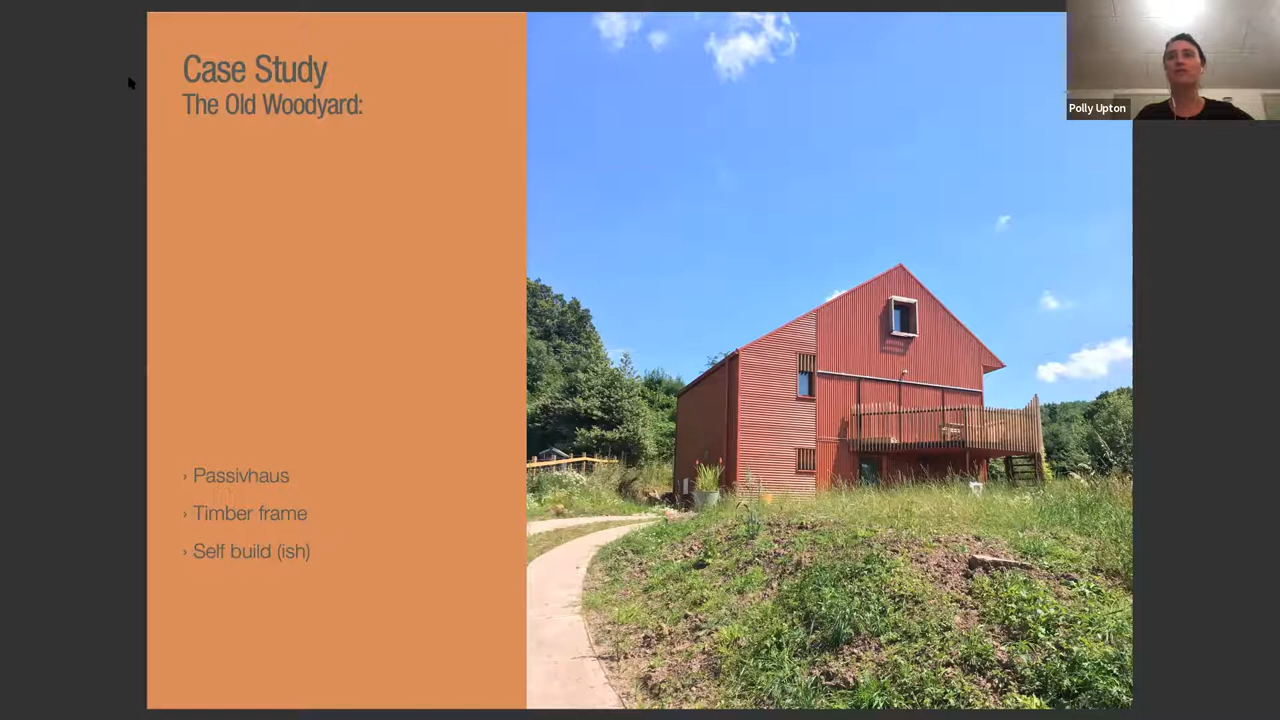 Case Study
The Old Woodyard:
› Passivhaus
› Timber frame
› Self build (ish)
Polly Upton